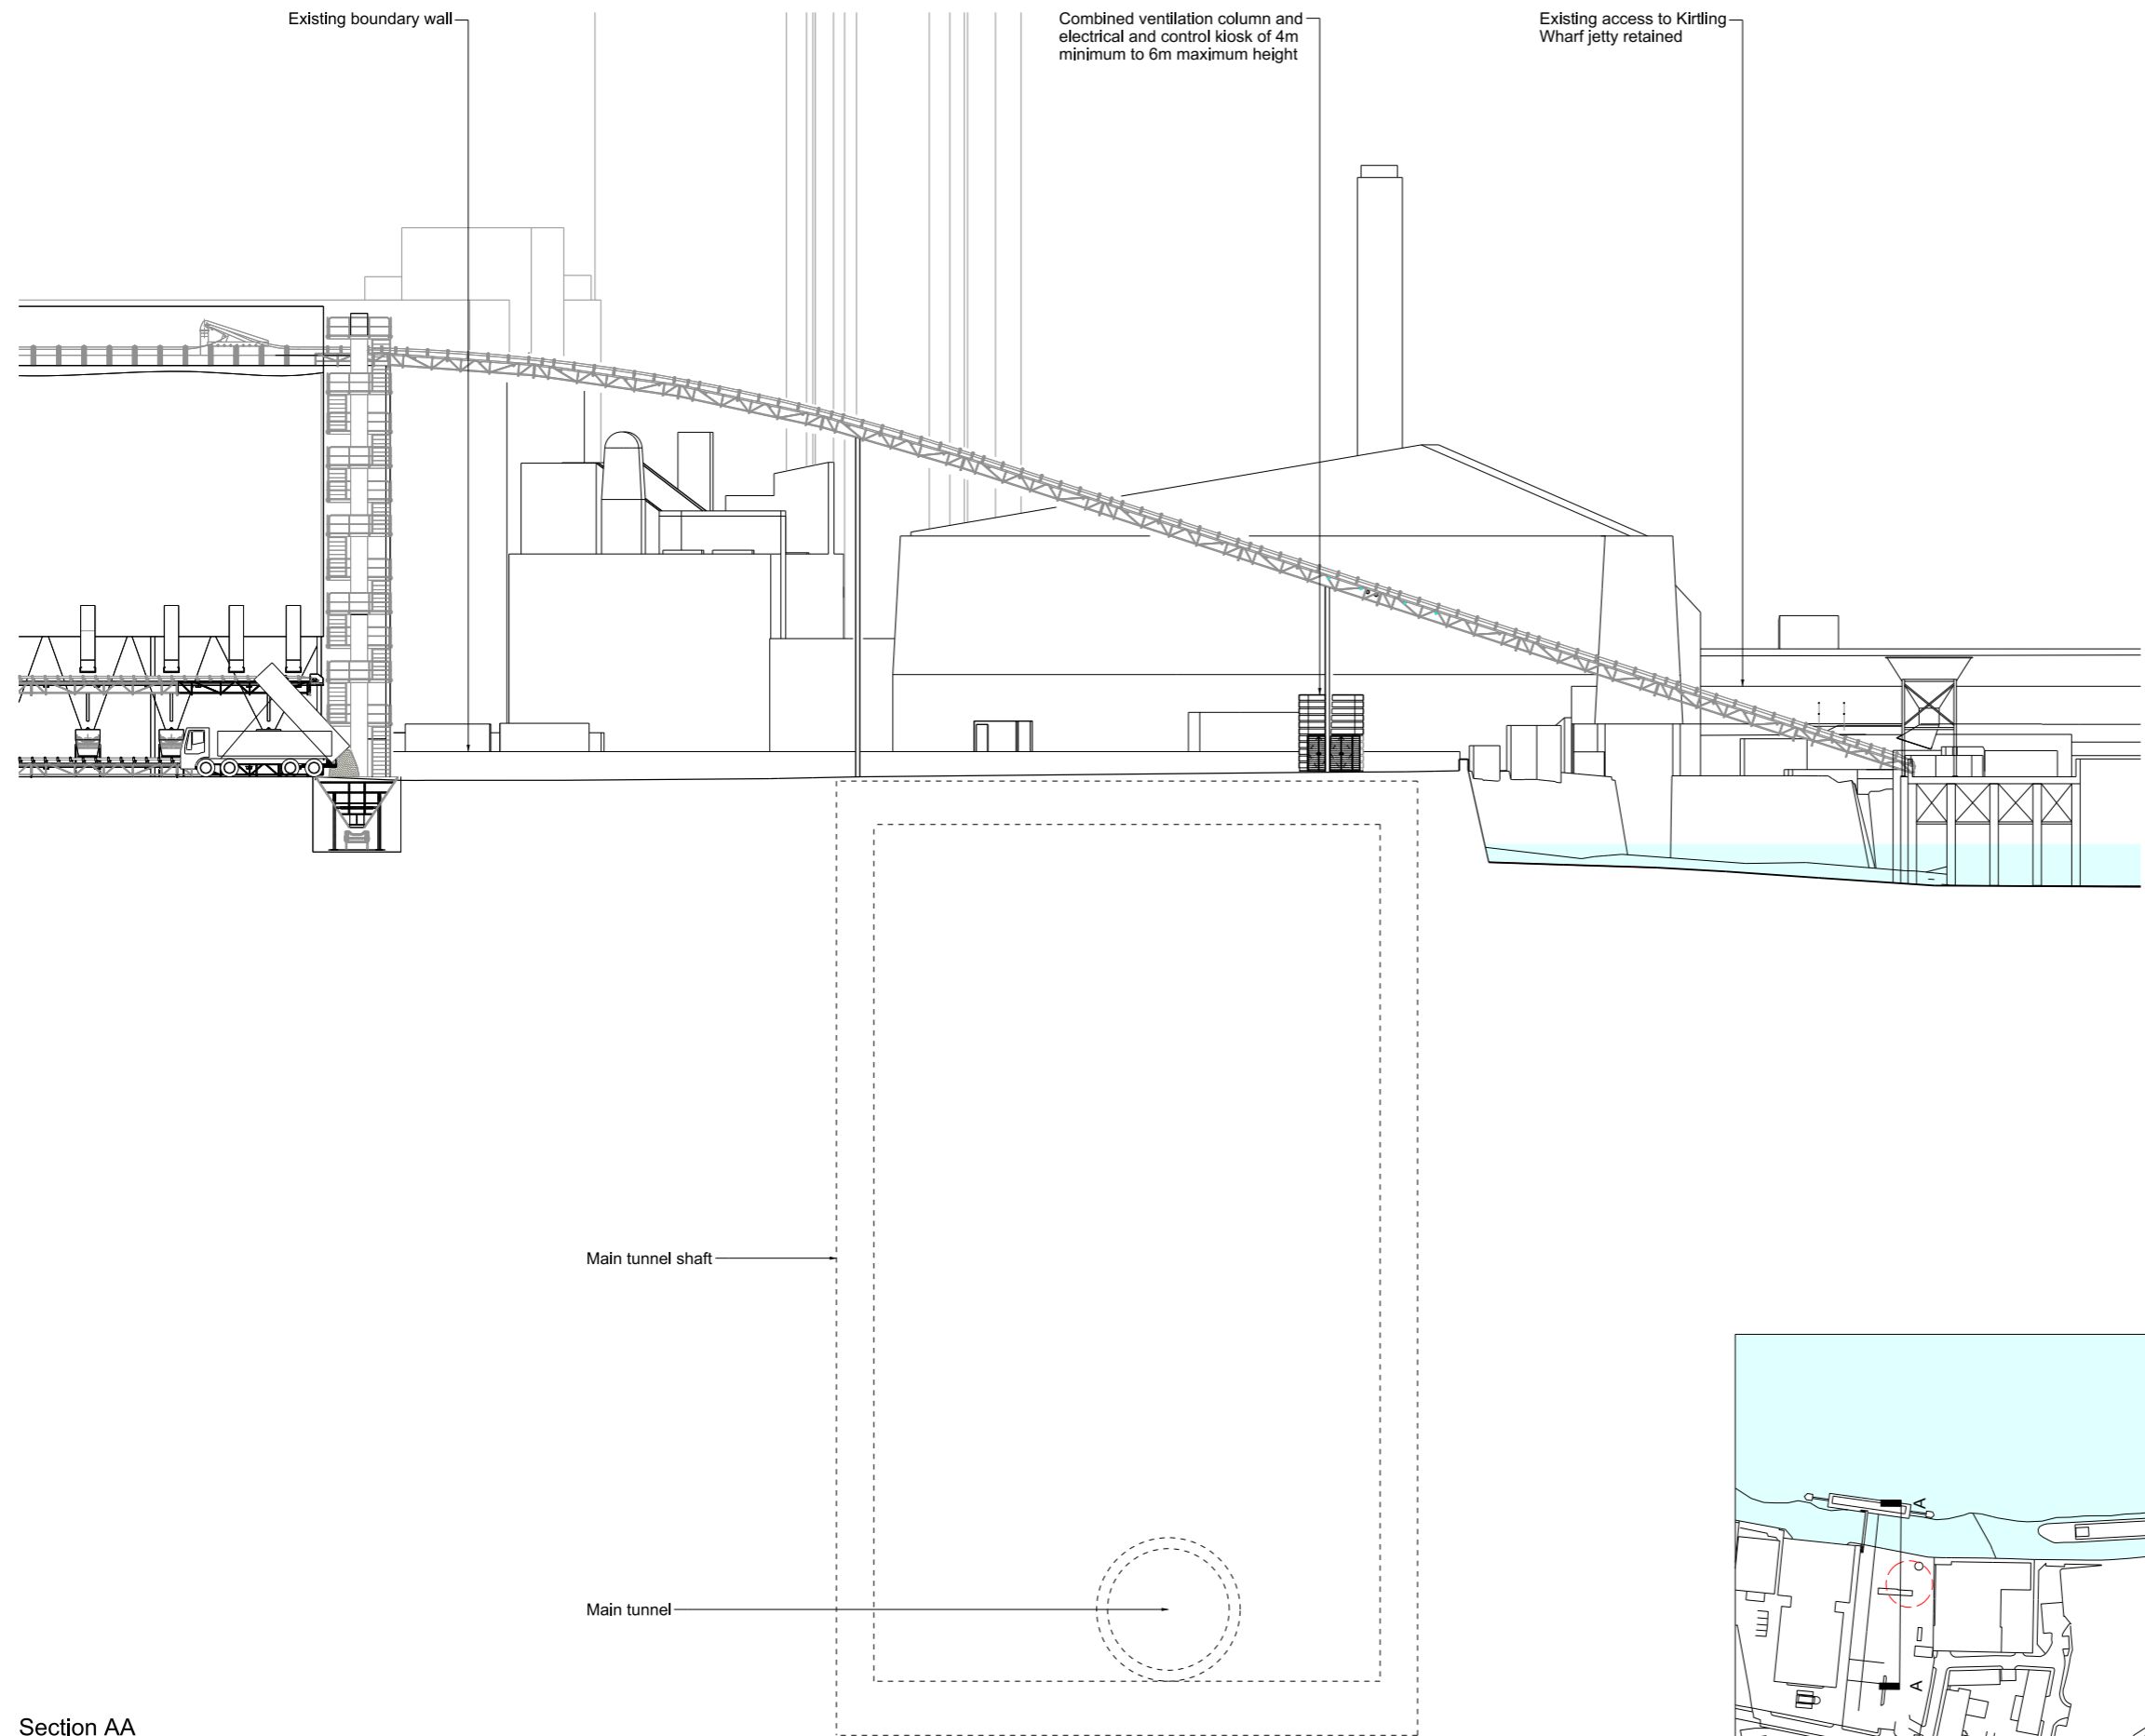 Existing boundary wall
Combined ventilation column and
electrical and control kiosk of 4m
minimum to 6m maximum height
Existing access to Kirtling
Wharf jetty retained
Main tunnel shaft
Main tunnel
A
A
Section AA